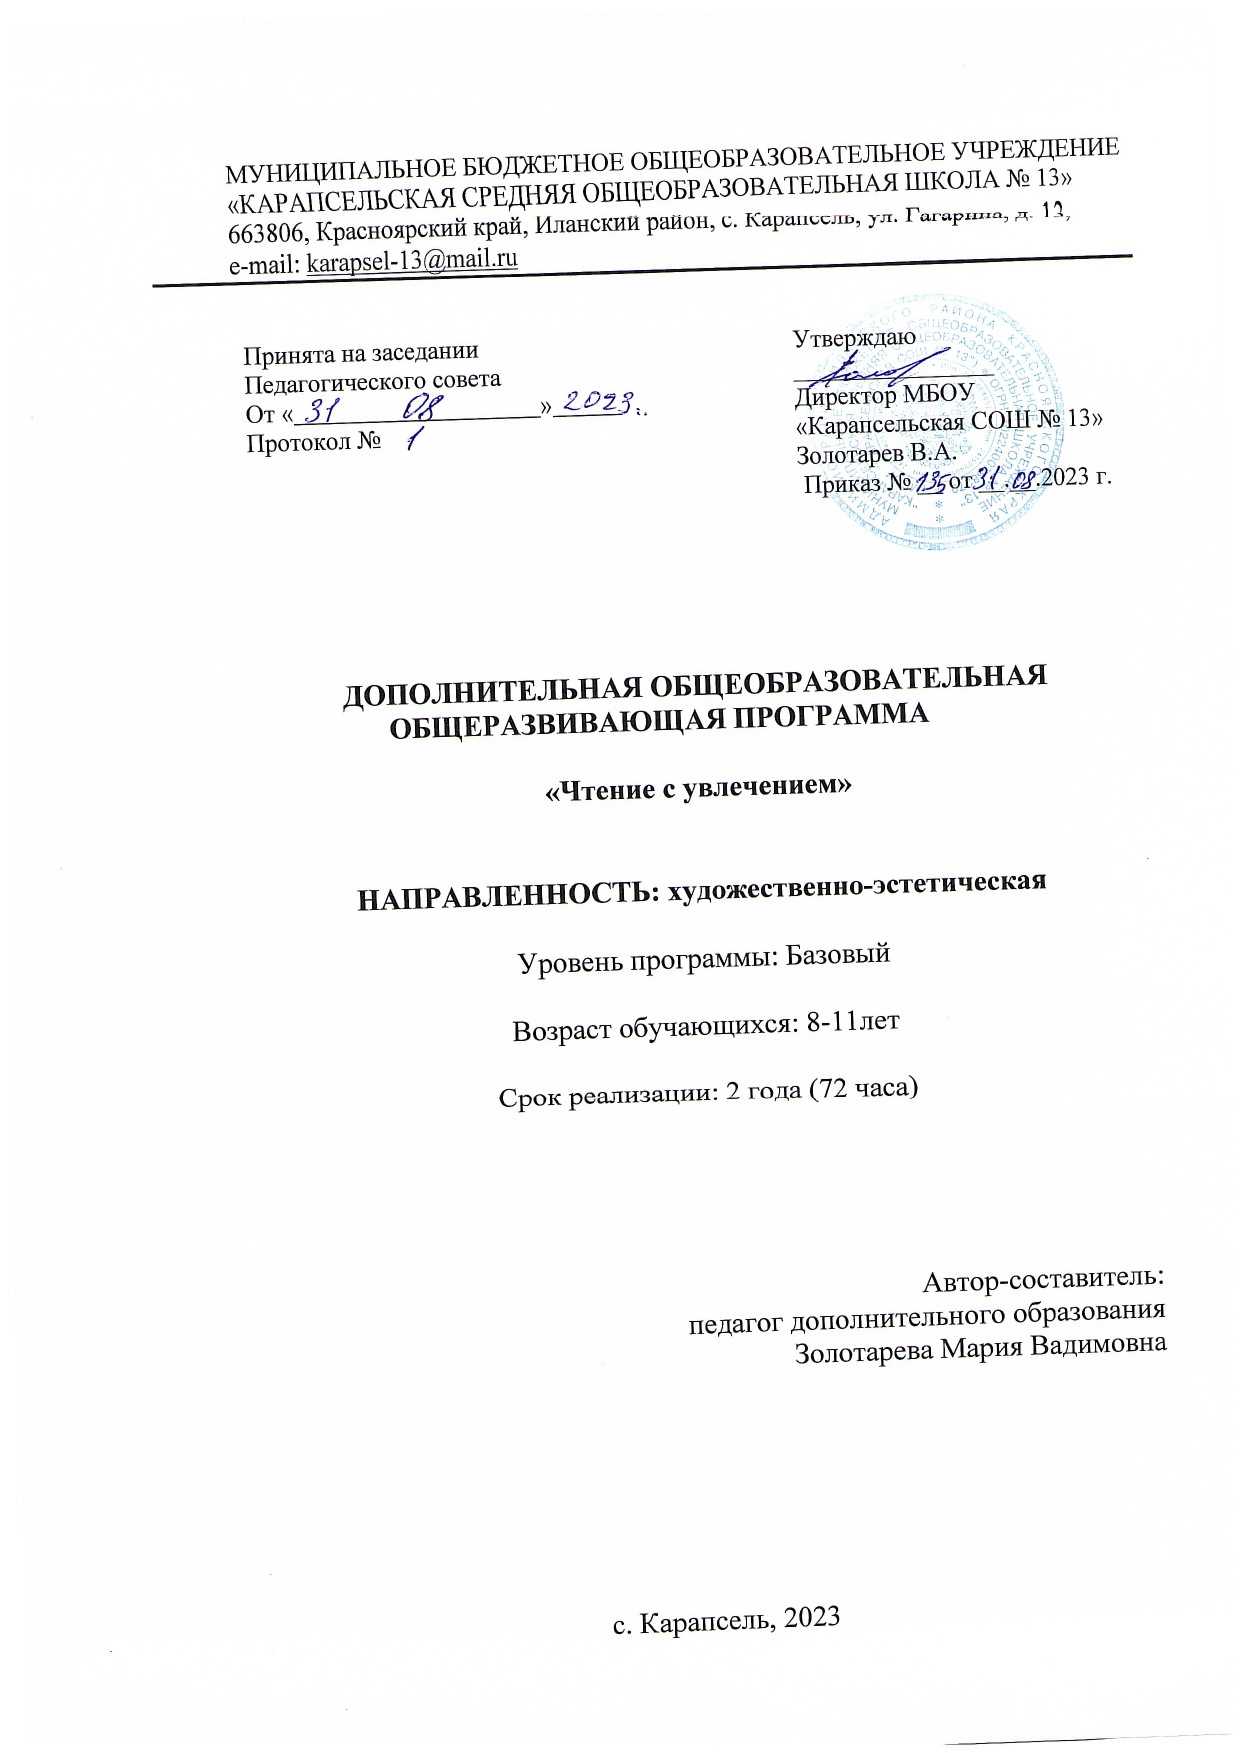 МУНИЦИПАЛЬНОЕ БЮДЖЕТНОЕ ОБЩЕОБРАЗОВАТЕЛЬНОЕ УЧРЕЖДЕНИЕ
«КАРАПСЕЛЬСКАЯ СРЕДНЯЯ ОБЩЕОБРАЗОВАТЕЛЬНАЯ ШКОЛА № 13»
663806, Красноярский край, Иланский район, с. Карапсель, ул. Гагарина, д.
e-mail: karapsel-13@mail.ru
Принята на заседании
Педагогического совета
От «31 08» 2023г.
Протокол № 1
Утверждаю
Директор МБОУ
«Карапсельская СОШ № 13»
Золотарев В.А.
Приказ № 135 от 31.08.2023 г.
ДОПОЛНИТЕЛЬНАЯ ОБЩЕОБРАЗОВАТЕЛЬНАЯ
ОБЩЕРАЗВИВАЮЩАЯ ПРОГРАММА
«Чтение с увлечением»
НАПРАВЛЕННОСТЬ: художественно-эстетическая
Уровень программы: Базовый
Возраст обучающихся: 8-11лет
Срок реализации: 2 года (72 часа)
Автор-составитель:
педагог дополнительного образования
Золотарева Мария Вадимовна
с. Карапсель, 2023